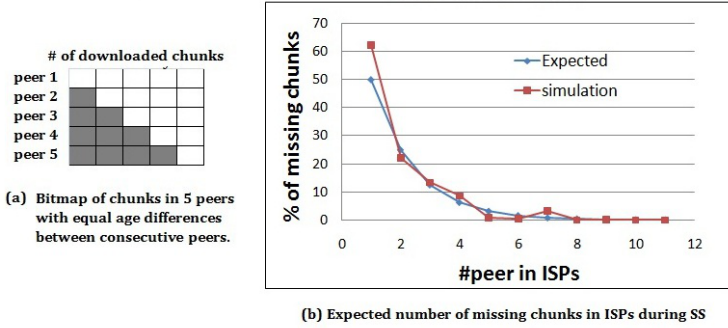 # of downloaded chunks
peer 1
peer 2
peer 3
peer 4
peer 5
(a) Bitmap of chunks in 5 peers
with equal age differences
between consecutive peers.
% of missing chunks
70
60
50
40
30
20
10
0
Expected
simulation
0 2 4 6 8 10 12
#peer in ISPs
(b) Expected number of missing chunks in ISPs during SS